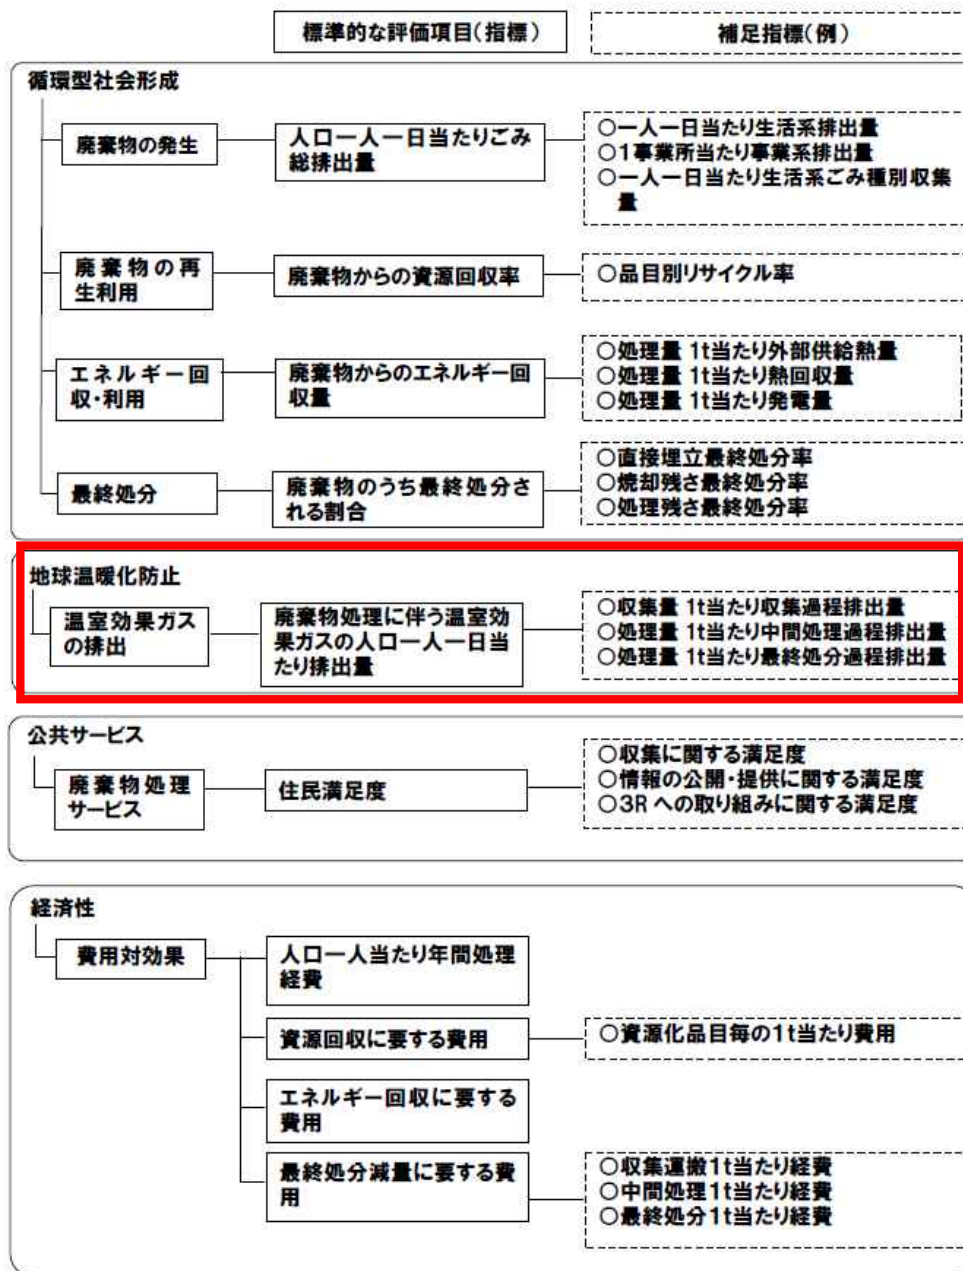 標準的な評価項目(指標)
補足指標(例)
循環型社会形成
廃棄物の発生
人口一人一日当たりごみ
総排出量
○一人一日当たり生活系排出量
○1事業所当たり事業系排出量
○一人一日当たり生活系ごみ種別収集
量
廃棄物の再
生利用
廃棄物からの資源回収率
○品目別リサイクル率
エネルギー回
収・利用
廃棄物からのエネルギー回
収量
○処理量 1t当たり外部供給熱量
○処理量 1t当たり熱回収量
○処理量 1t当たり発電量
最終処分
廃棄物のうち最終処分さ
れる割合
○直接埋立最終処分率
○焼却残さ最終処分率
○処理残さ最終処分率
地球温暖化防止
温室効果ガス
の排出
廃棄物処理に伴う温室効
果ガスの人口一人一日当
たり排出量
○収集量 1t当たり収集過程排出量
○処理量 1t当たり中間処理過程排出量
○処理量 1t当たり最終処分過程排出量
公共サービス
廃棄物処理
サービス
住民満足度
○収集に関する満足度
○情報の公開・提供に関する満足度
○3R への取り組みに関する満足度
経済性
費用対効果
人口一人当たり年間処理
経費
資源回収に要する費用
○資源化品目毎の1t当たり費用
エネルギー回収に要する
費用
最終処分減量に要する費
用
○収集運搬1t当たり経費
○中間処理1t当たり経費
○最終処分1t当たり経費